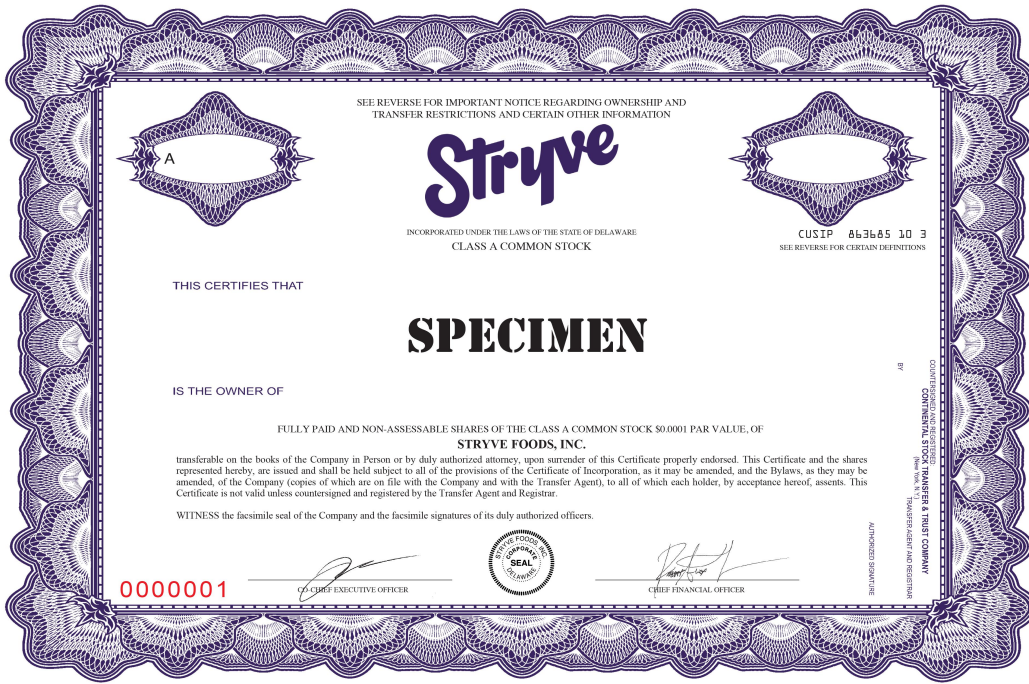 SEE REVERSE FOR IMPORTANT NOTICE REGARDING OWNERSHIP AND
TRANSFER RESTRICTIONS AND CERTAIN OTHER INFORMATION
A
Stryve
INCORPORATED UNDER THE LAWS OF THE STATE OF DELAWARE
CLASS A COMMON STOCK
CUSIP 863685 10 3
SEE REVERSE FOR CERTAIN DEFINITIONS
THIS CERTIFIES THAT
SPECIMEN
IS THE OWNER OF
FULLY PAID AND NON-ASSESSABLE SHARES OF THE CLASS A COMMON STOCK $0.0001 PAR VALUE, OF
STRYVE FOODS, INC.
transferable on the books of the Company in Person or by duly authorized attorney, upon surrender of this Certificate properly endorsed. This Certificate and the shares
represented hereby, are issued and shall be held subject to all of the provisions of the Certificate of Incorporation, as it may be amended, and the Bylaws, as they may be
amended, of the Company (copies of which are on file with the Company and with the Transfer Agent), to all of which each holder, by acceptance hereof, assents. This
Certificate is not valid unless countersigned and registered by the Transfer Agent and Registrar.
WITNESS the facsimile seal of the Company and the facsimile signatures of its duly authorized officers.
0000001
CO-CHIEF EXECUTIVE OFFICER
STRYVE FOODS, INC.
CORPORATE
SEAL
DELAWARE
CHIEF FINANCIAL OFFICER
COUNTERSIGNED AND REGISTERED:
CONTINENTAL STOCK TRANSFER & TRUST COMPANY
(New York, N.Y.)
TRANSFER AGENT AND REGISTRAR
BY
AUTHORIZED SIGNATURE